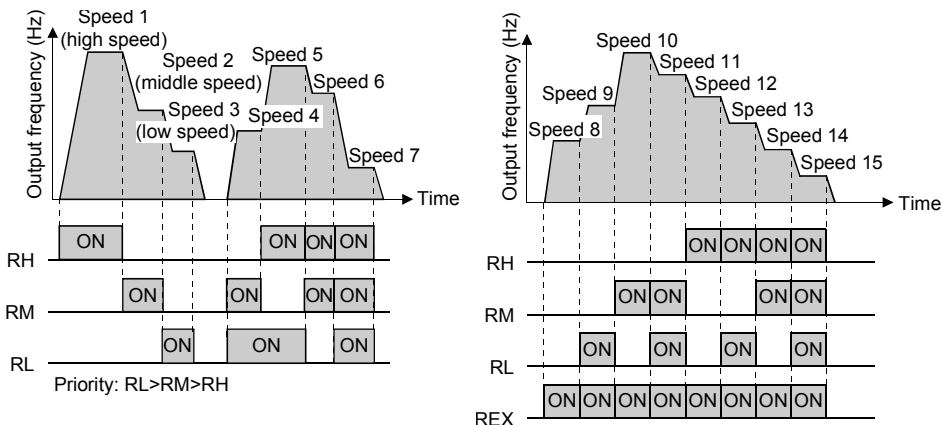 Output frequency (Hz)
Speed 1
(high speed)
Speed 2
(middle speed)
Speed 3
(low speed)
Speed 4
Speed 5
Speed 6
Speed 7
Time
RH
ON
ON
ON
ON
RM
ON
ON
ON
ON
RL
ON
ON
ON
Priority: RL>RM>RH
Output frequency (Hz)
Speed 8
Speed 9
Speed 10
Speed 11
Speed 12
Speed 13
Speed 14
Speed 15
Time
RH
ON ON ON ON
RM
ON ON
ON ON
RL
ON
ON
ON
ON
REX
ON ON ON ON ON ON ON ON